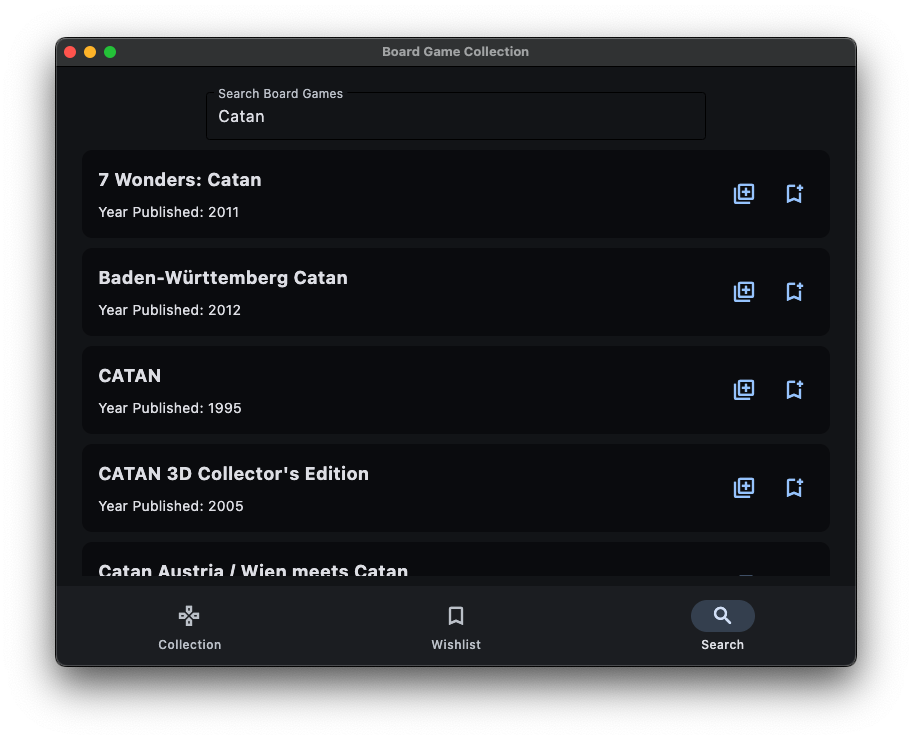 Board Game Collection
Search Board Games
Catan
7 Wonders: Catan
Year Published: 2011
Baden-Württemberg Catan
Year Published: 2012
CATAN
Year Published: 1995
CATAN 3D Collector's Edition
Year Published: 2005
Catan Austria / Wien meets Catan
Collection
Wishlist
Search